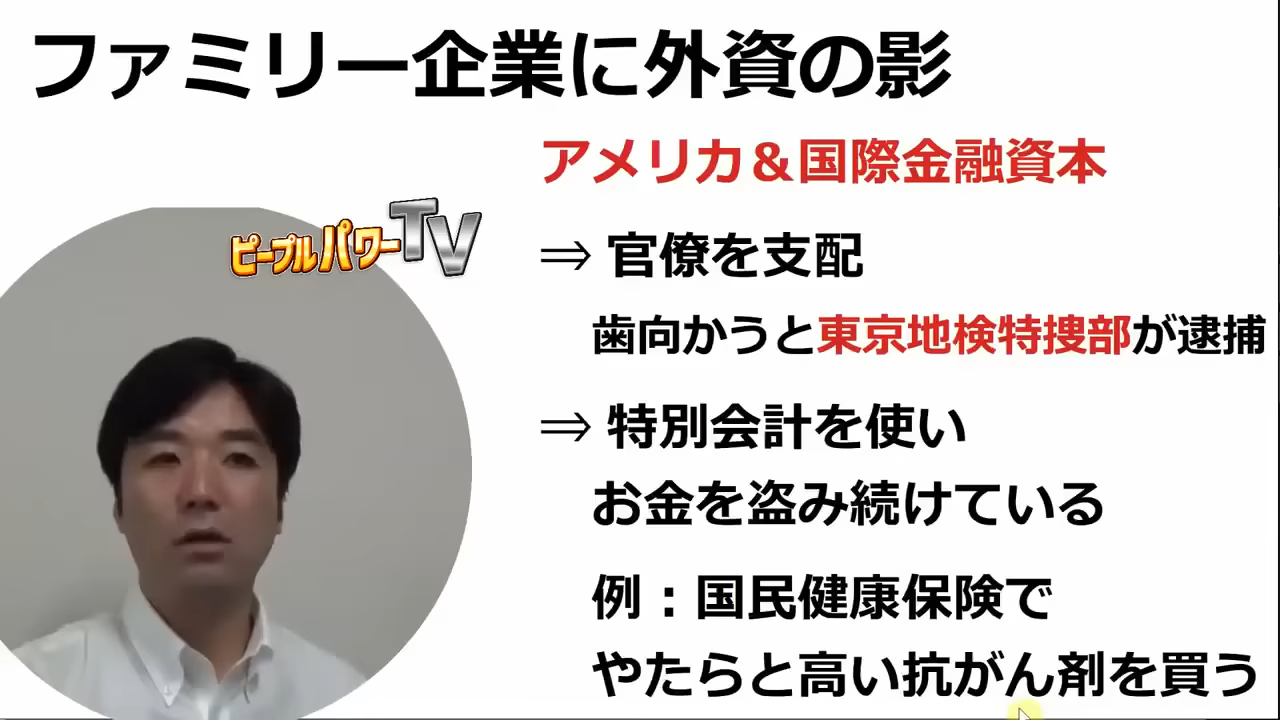 ファミリー企業に外資の影
アメリカ＆国際金融資本
ピープルパワーTV
⇒ 官僚を支配
歯向かうと東京地検特捜部が逮捕
⇒ 特別会計を使い
お金を盗み続けている
例：国民健康保険で
やたらと高い抗がん剤を買う